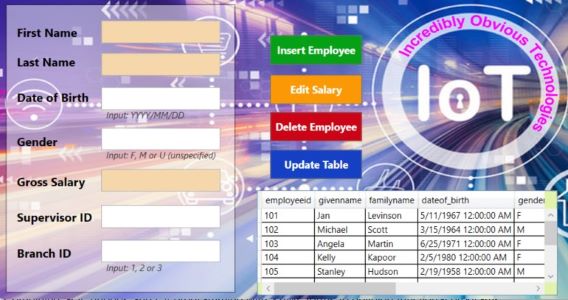 First Name
Last Name
Date of Birth
Input: YYYY/MM/DD
Gender
Input: F, M or U (unspecified)
Gross Salary
Supervisor ID
Branch ID
Input: 1, 2 or 3
Insert Employee
Edit Salary
Delete Employee
Update Table
Incredibly Obvious Technologies
IoT
employeeid givenname familyname dateof_birth gender
101 Jan Levinson 5/11/1967 12:00:00 AM F
102 Michael Scott 3/15/1964 12:00:00 AM M
103 Angela Martin 6/25/1971 12:00:00 AM F
104 Kelly Kapoor 2/5/1980 12:00:00 AM F
105 Stanley Hudson 2/19/1958 12:00:00 AM M